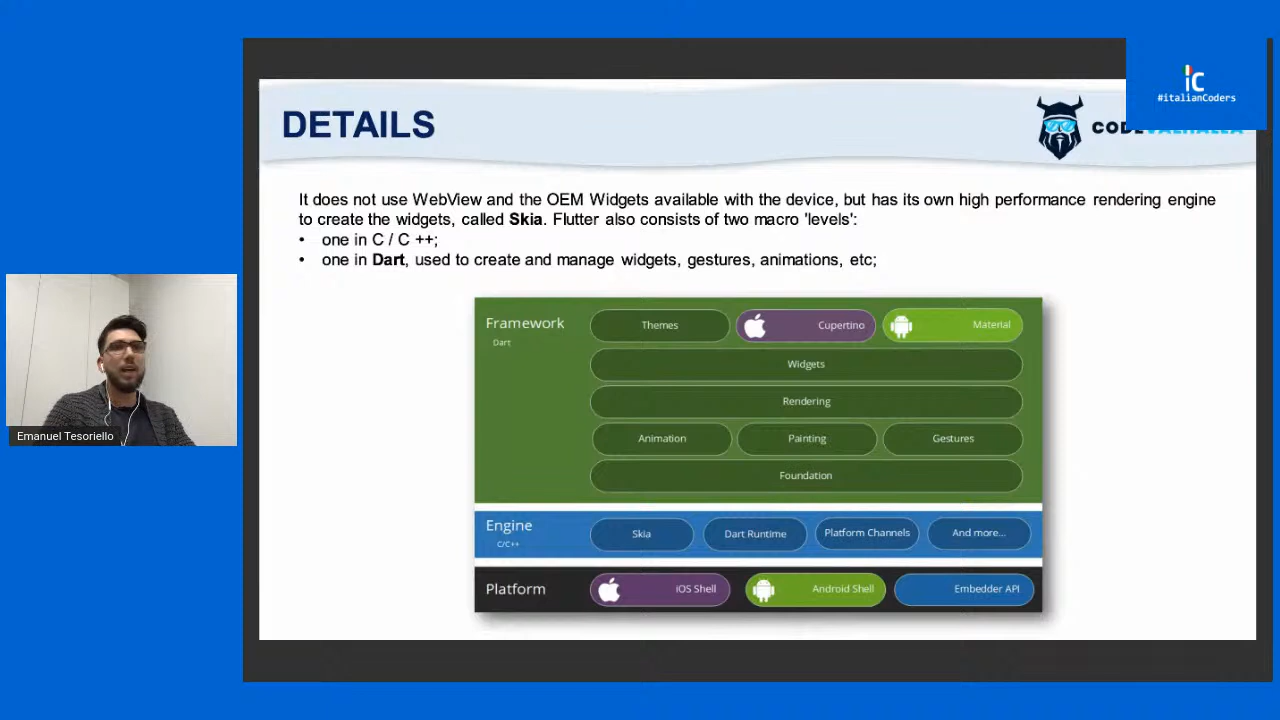 iC
#italianCoders
DETAILS
It does not use WebView and the OEM Widgets available with the device, but has its own high performance rendering engine
to create the widgets, called Skia. Flutter also consists of two macro 'levels':
• one in C / C ++;
• one in Dart, used to create and manage widgets, gestures, animations, etc;
Framework
Dart
Themes
Cupertino
Material
Widgets
Rendering
Animation
Painting
Gestures
Foundation
Engine
C/C++
Skia
Dart Runtime
Platform Channels
And more...
Platform
iOS Shell
Android Shell
Embedder API
Emanuel Tesoriello